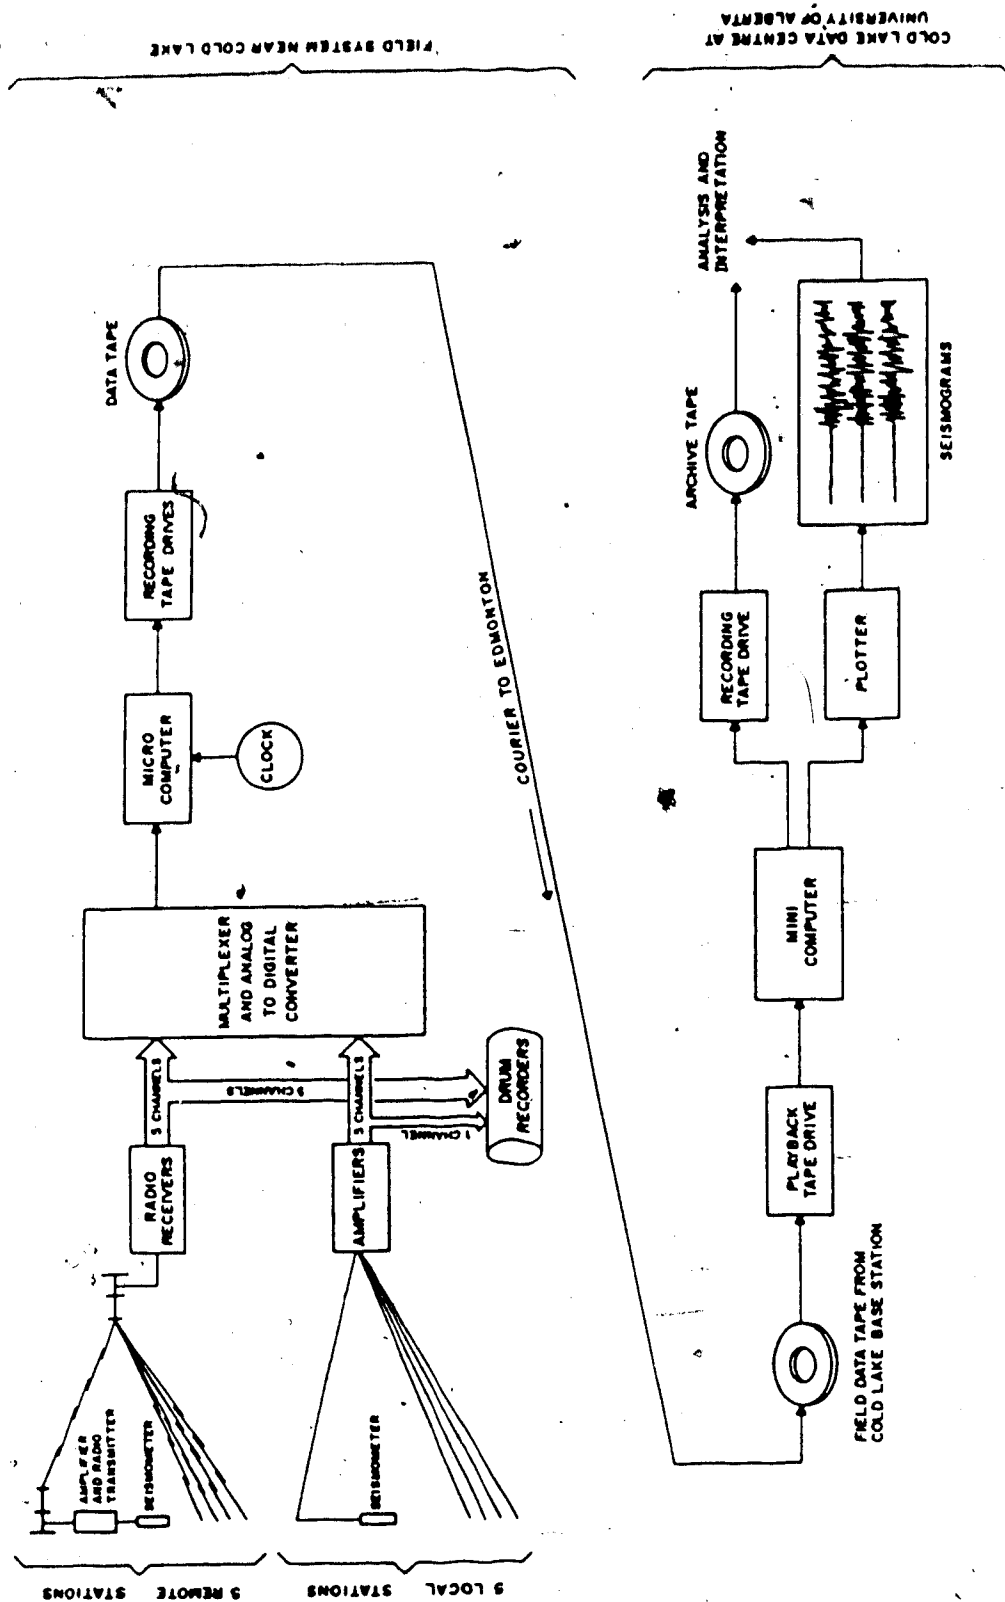 5 REMOTE
STATIONS
AMPLIFIER
AND RADIO
TRANSMITTER
SEISMOMETER
5 LOCAL
STATIONS
SEISMOMETER
RADIO
RECEIVERS
AMPLIFIERS
5 CHANNELS
5 CHANNELS
CHANNELS
1 CHANNEL
DRUM
RECORDERS
MULTIPLEXER
AND ANALOG
TO DIGITAL
CONVERTER
MICRO
COMPUTER
CLOCK
RECORDING
TAPE DRIVES
DATA TAPE
FIELD SYSTEM NEAR COLD LAKE
COURIER TO EDMONTON
FIELD DATA TAPE FROM
COLD LAKE BASE STATION
PLAYBACK
TAPE DRIVE
MINI
COMPUTER
RECORDING
TAPE DRIVE
PLOTTER
ARCHIVE TAPE
SEISMOGRAMS
ANALYSIS AND
INTERPRETATION
COLD LAKE DATA CENTRE AT
UNIVERSITY OF ALBERTA